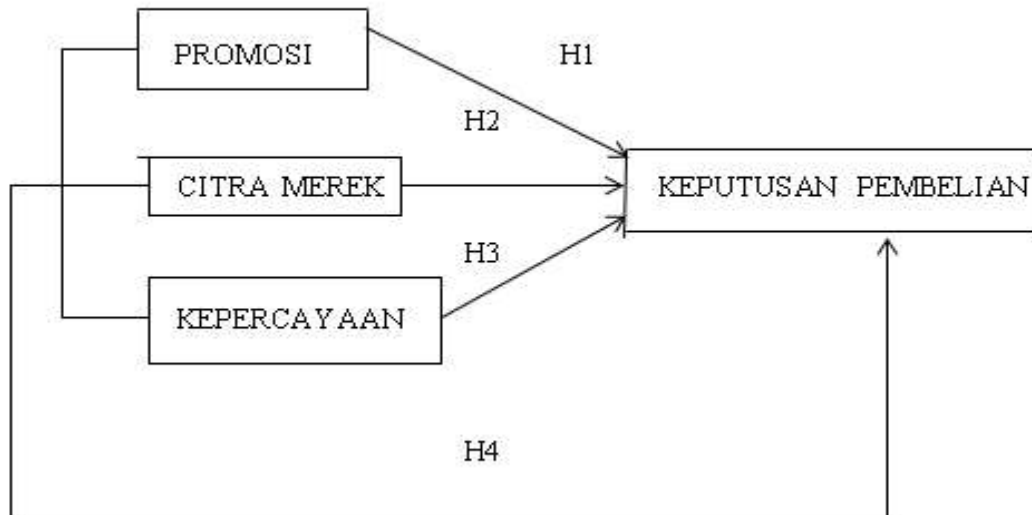 PROMOSI
H1
H2
CITRA MEREK
KEPUTUSAN PEMBELIAN
H3
KEPERCAYAAN
H4